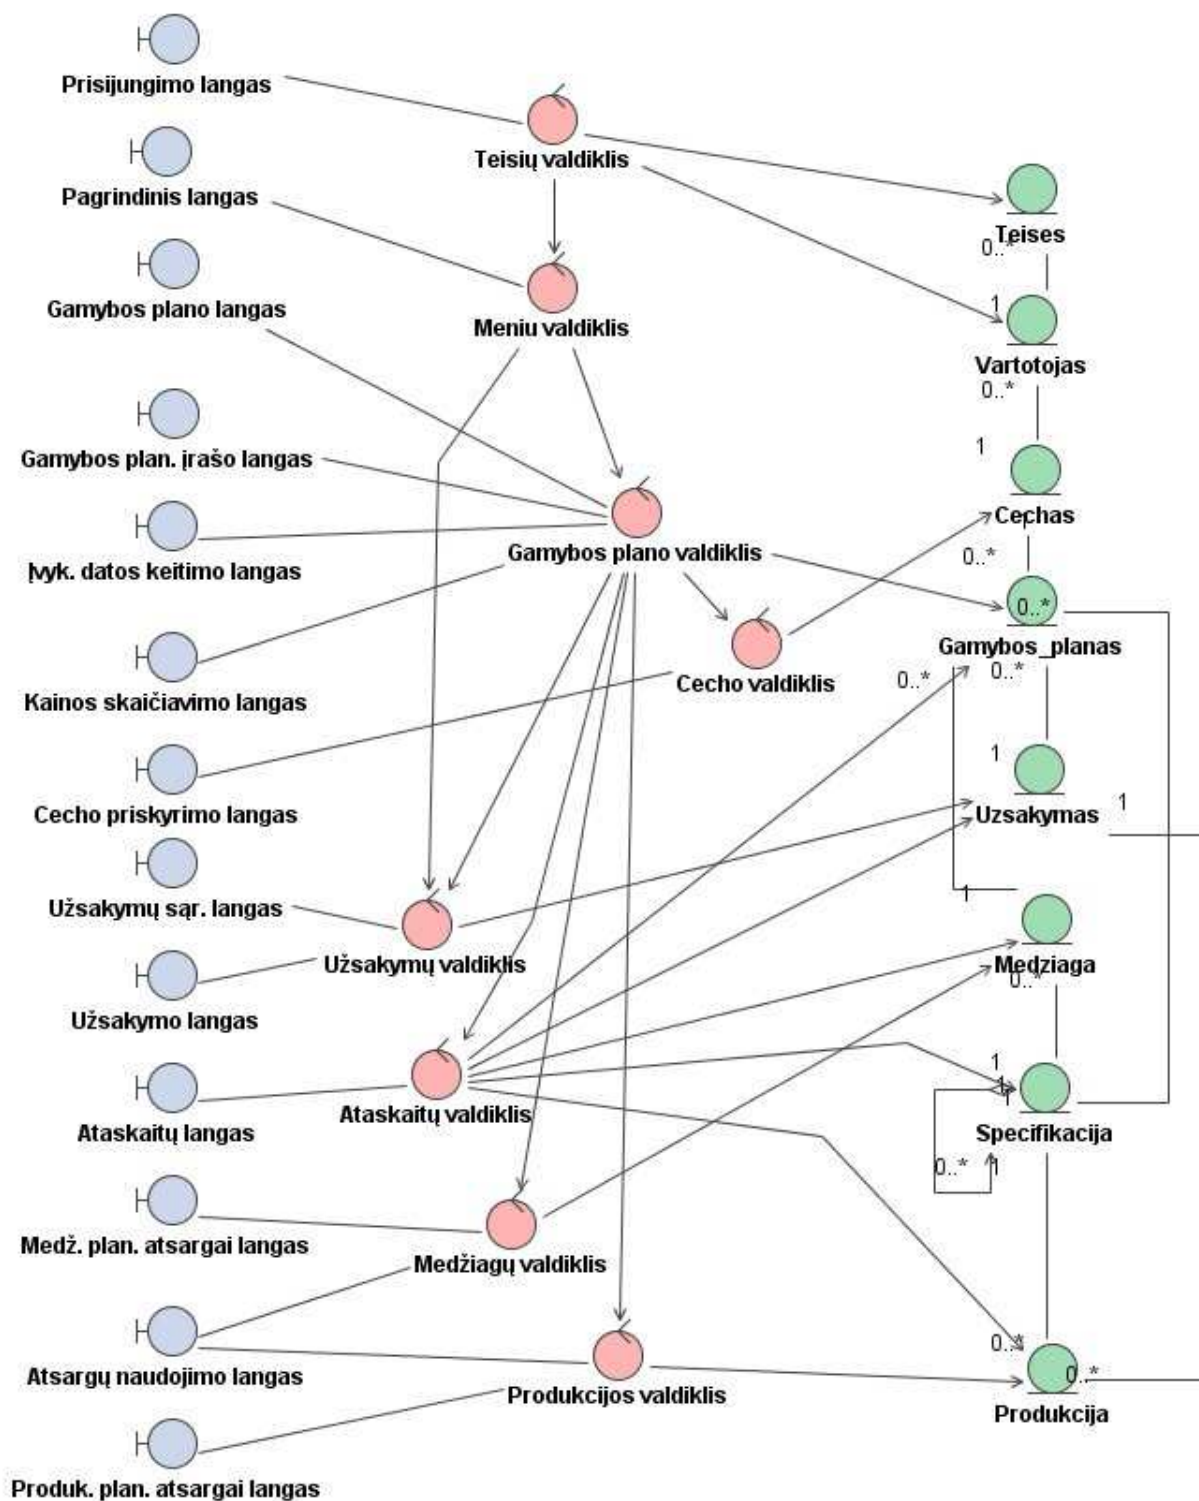 Prisijungimo langas
Teisių valdiklis
Pagrindinis langas
Teises
0..*
Gamybos plano langas
1
Meniu valdiklis
Vartotojas
0..*
1
Gamybos plan. įrašo langas
Cechas
Gamybos plano valdiklis
0..*
Įvyk. datos keitimo langas
0..*
Gamybos_planas
0..*
0..*
Cecho valdiklis
Kainos skaičiavimo langas
1
1
Cecho priskyrimo langas
Uzsakymas
1
Užsakymų sąr. langas
Užsakymų valdiklis
Medziaga
0..*
Užsakymo langas
1
1
1
Ataskaitų valdiklis
Ataskaitų langas
Specifikacija
0..*
1
Medž. plan. atsargai langas
Medžiagų valdiklis
0..*
Atsargų naudojimo langas
0..*
Produkcijos valdiklis
Produkcija
Produk. plan. atsargai langas